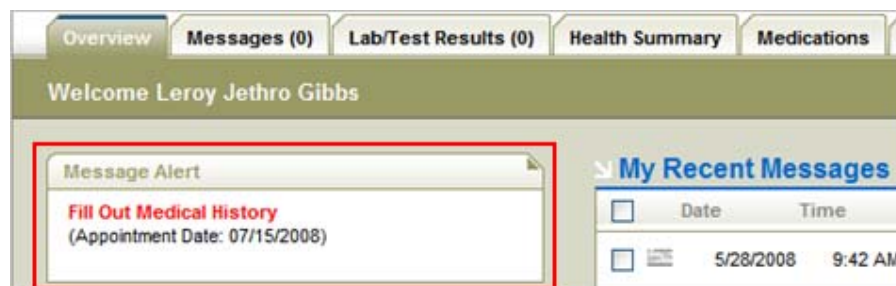 Overview Messages (0) Lab/Test Results (0) Health Summary Medications
Welcome Leroy Jethro Gibbs
Message Alert
Fill Out Medical History
(Appointment Date: 07/15/2008)
My Recent Messages
Date Time
5/28/2008 9:42 AM